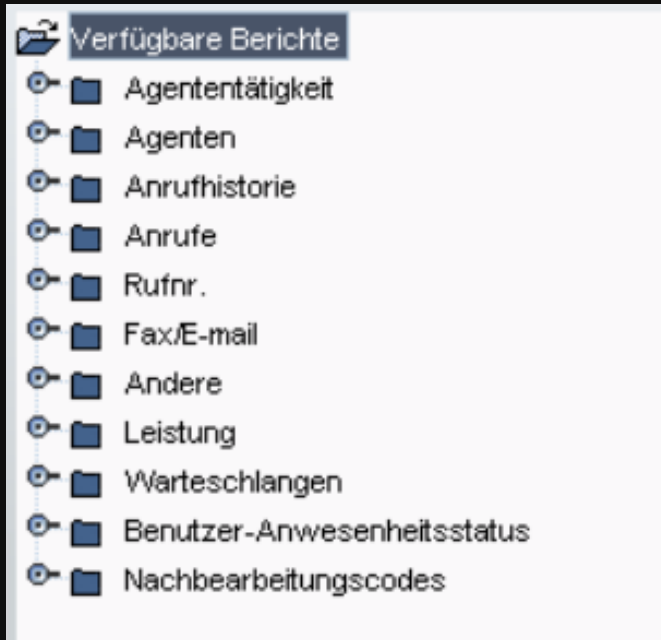 Verfügbare Berichte
Agententätigkeit
Agenten
Anrufhistorie
Anrufe
Rufnr.
Fax/E-mail
Andere
Leistung
Warteschlangen
Benutzer-Anwesenheitsstatus
Nachbearbeitungscodes